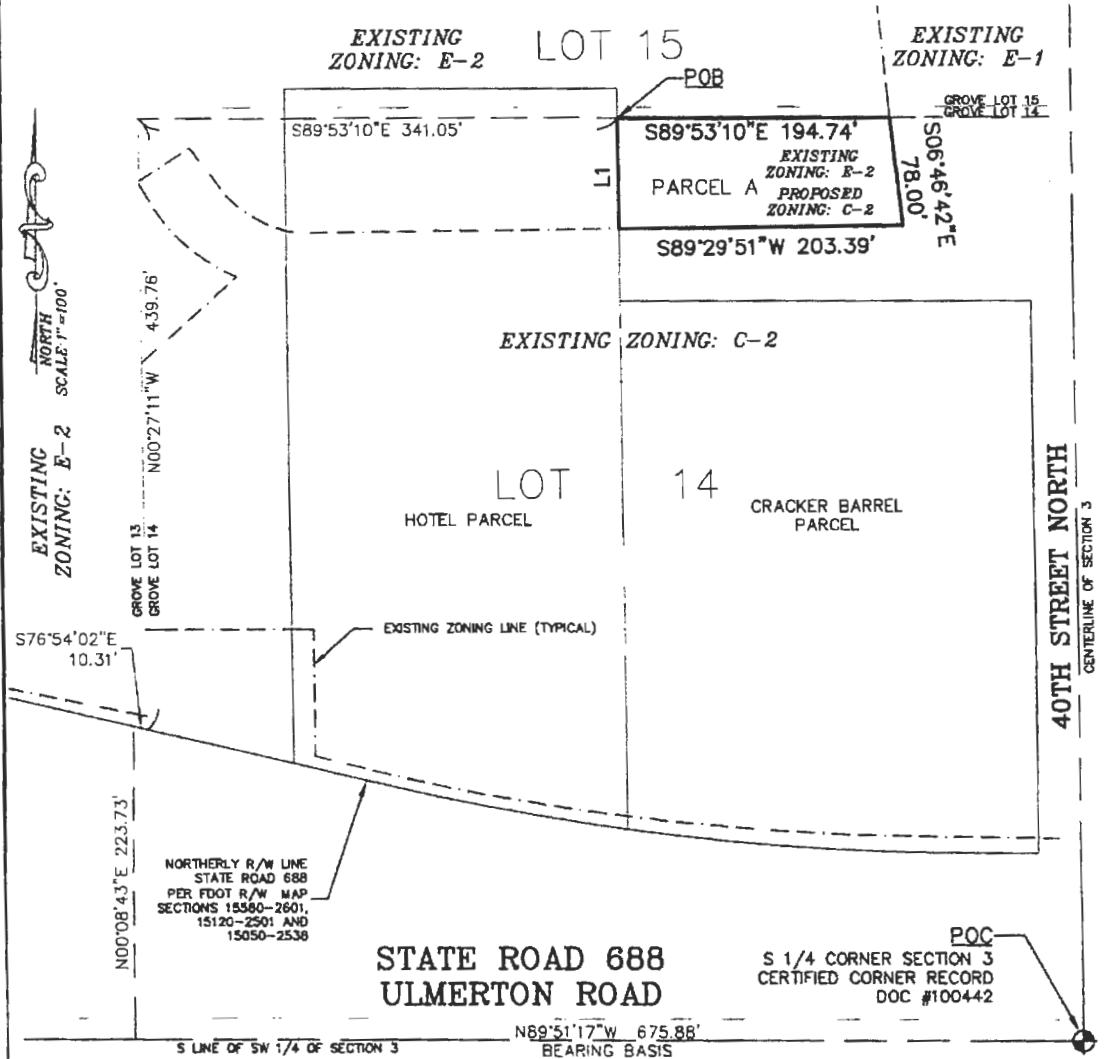 EXISTING
ZONING: E-2
LOT 15
EXISTING
ZONING: E-1
POB
GROVE LOT 15
GROVE LOT 14
S89°53'10"E 341.05'
S89°53'10"E 194.74'
EXISTING
ZONING: E-2
PARCEL A
PROPOSED
ZONING: C-2
L1
S06°46'42"E
78.00'
S89°29'51"W 203.39'
NORTH
SCALE: 1"=100'
N00°27'11"W 439.76'
EXISTING ZONING: C-2
EXISTING
ZONING: E-2
LOT 14
HOTEL PARCEL
CRACKER BARREL
PARCEL
GROVE LOT 13
GROVE LOT 14
40TH STREET NORTH
CENTERLINE OF SECTION 3
EXISTING ZONING LINE (TYPICAL)
S76°54'02"E
10.31'
N00°08'43"E 223.73'
NORTHERLY R/W LINE
STATE ROAD 688
PER FDOT R/W MAP
SECTIONS 15580-2601,
15120-2501 AND
15050-2538
STATE ROAD 688
ULMERTON ROAD
POC
S 1/4 CORNER SECTION 3
CERTIFIED CORNER RECORD
DOC #100442
N89°51'17"W 675.88'
BEARING BASIS
S LINE OF SW 1/4 OF SECTION 3